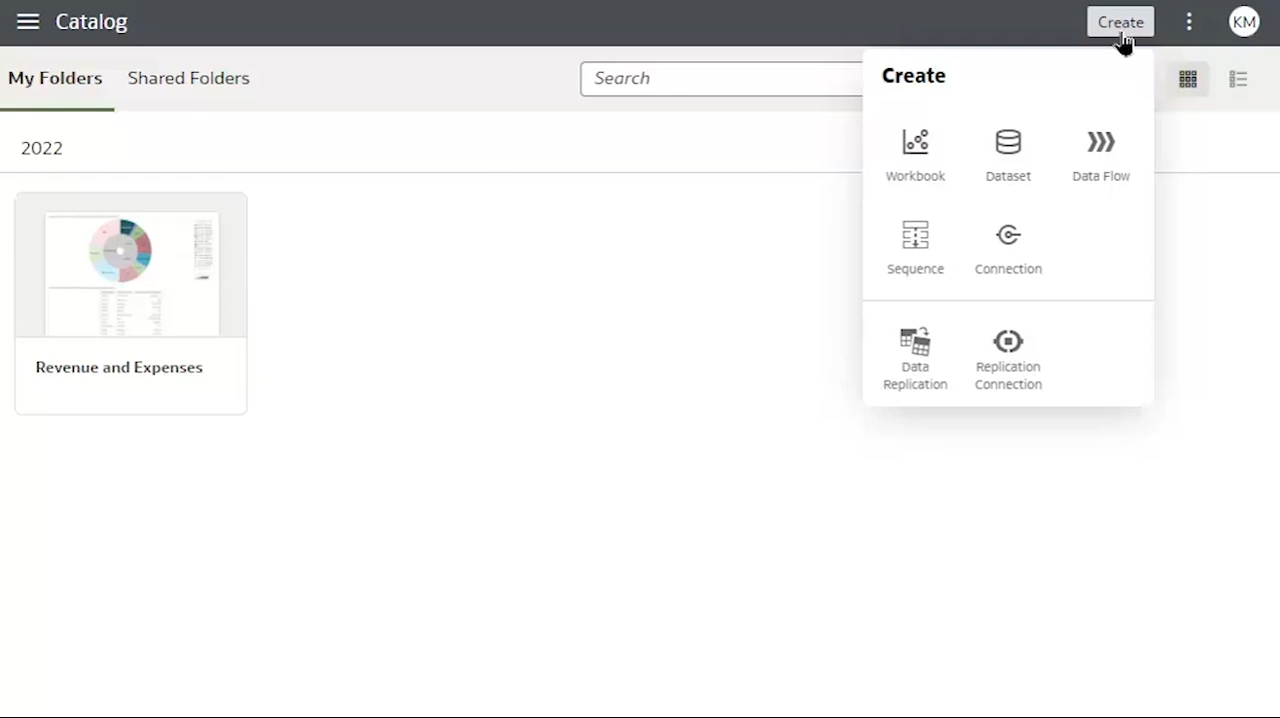 Catalog
Create
KM
My Folders
Shared Folders
Search
Create
2022
Workbook
Dataset
Data Flow
Sequence
Connection
Data
Replication
Replication
Connection
Revenue and Expenses